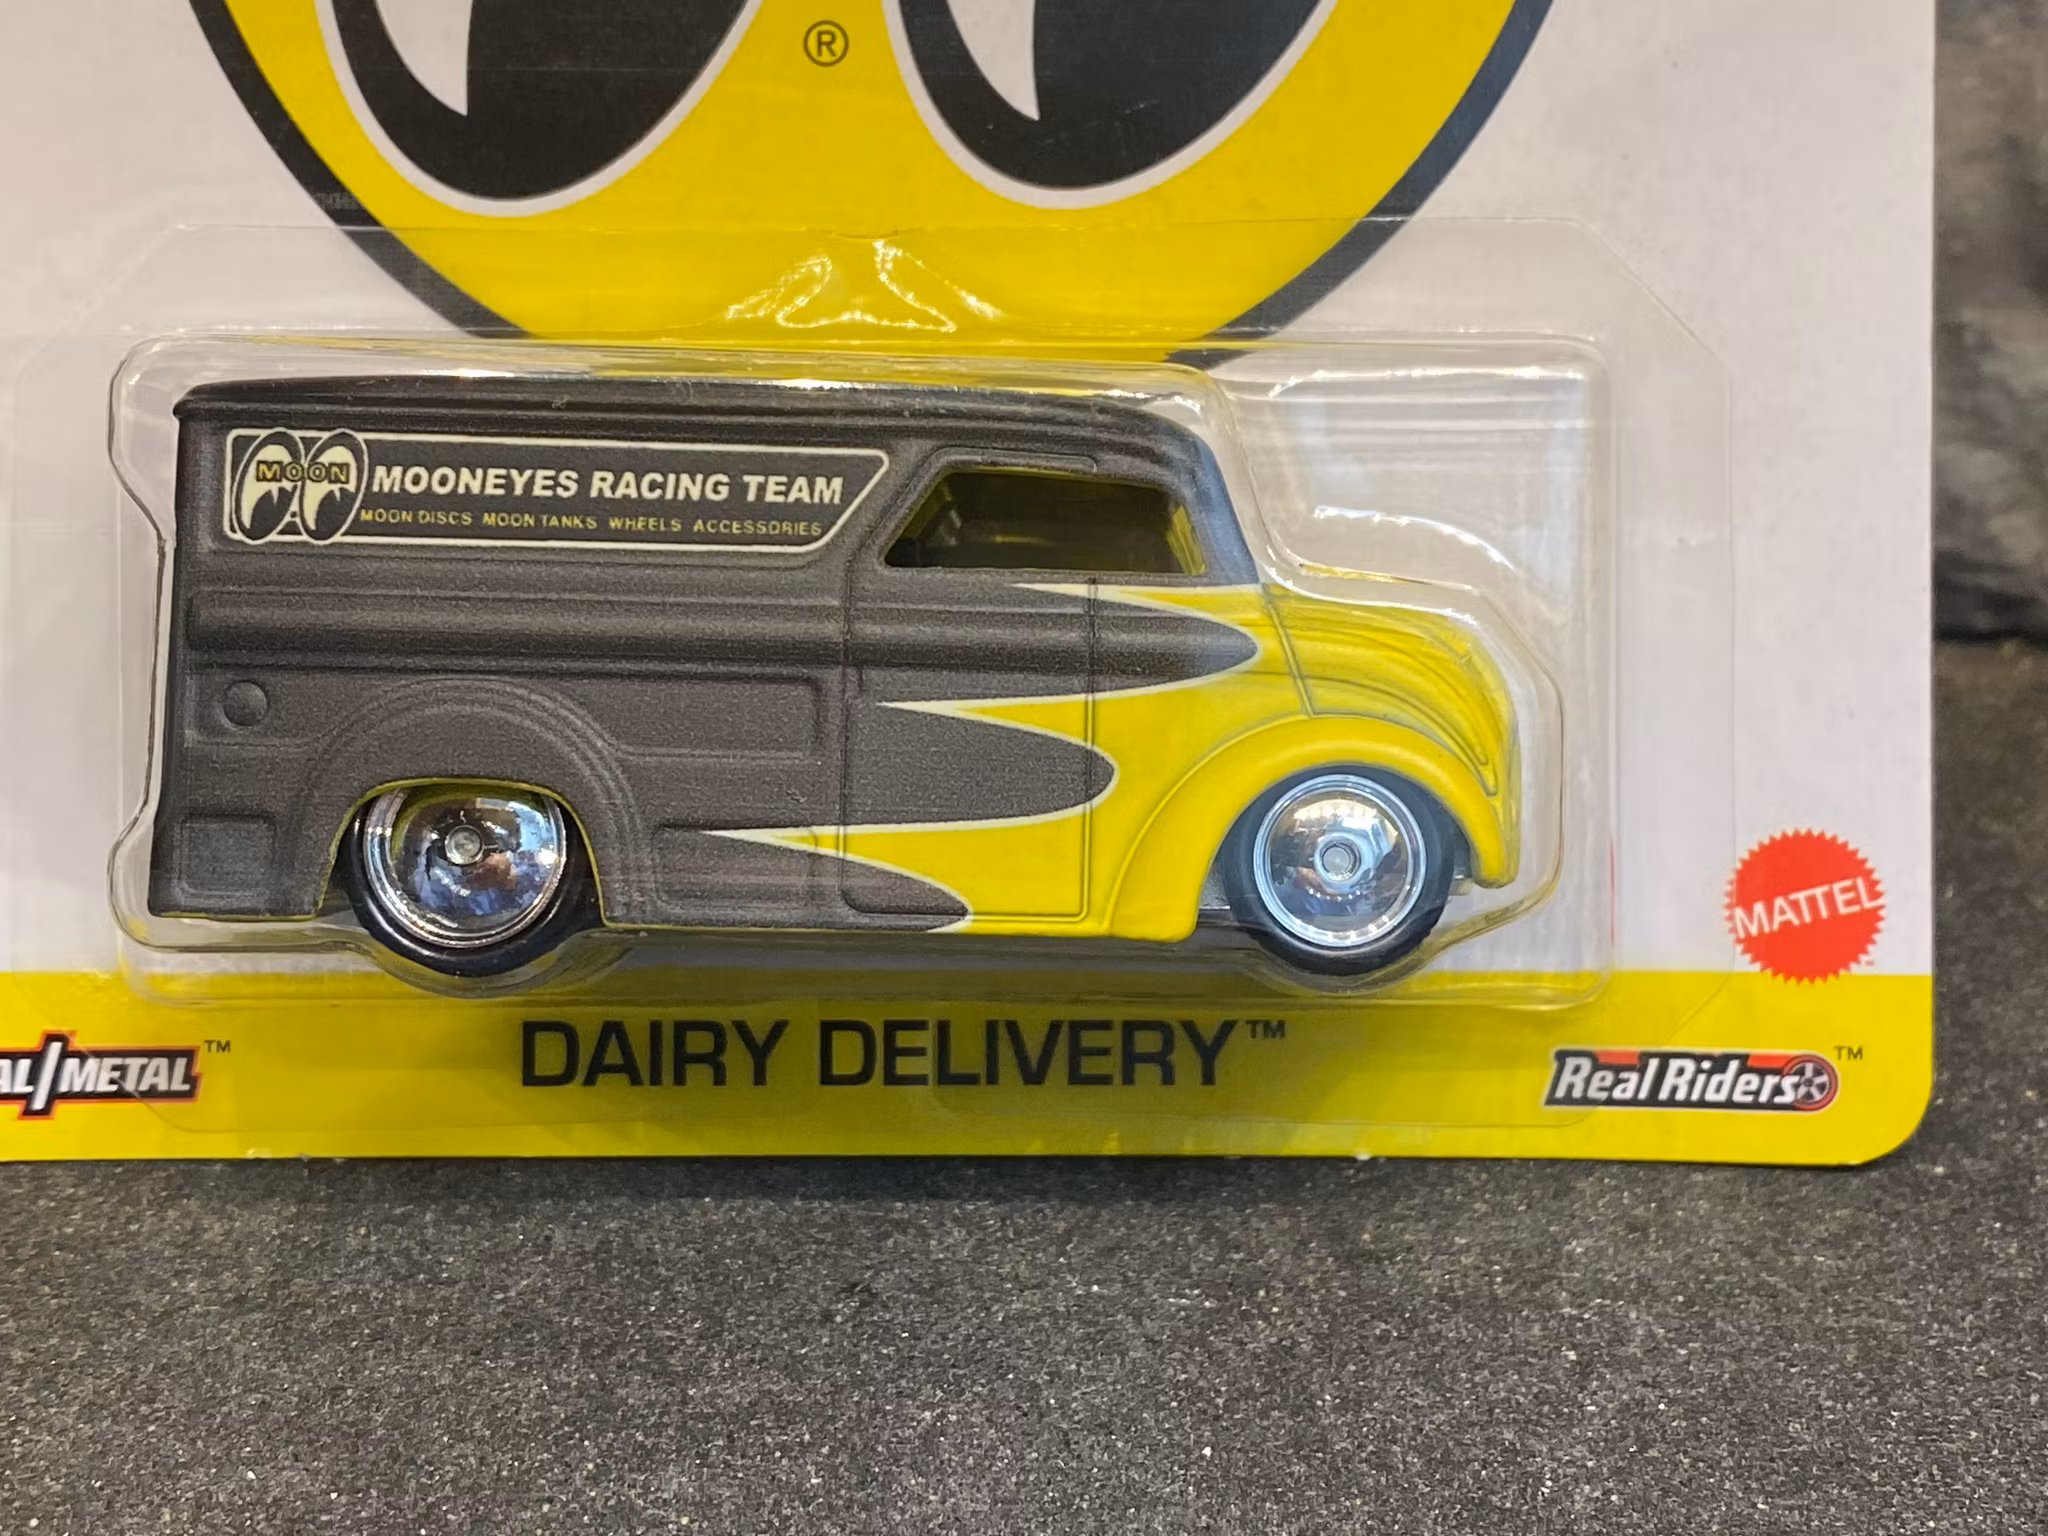 ®
MOON
MOONEYES RACING TEAM
MOON DISCS MOON TANKS WHEELS ACCESSORIES
MATTEL
AL/METAL™
DAIRY DELIVERY™
Real Riders™